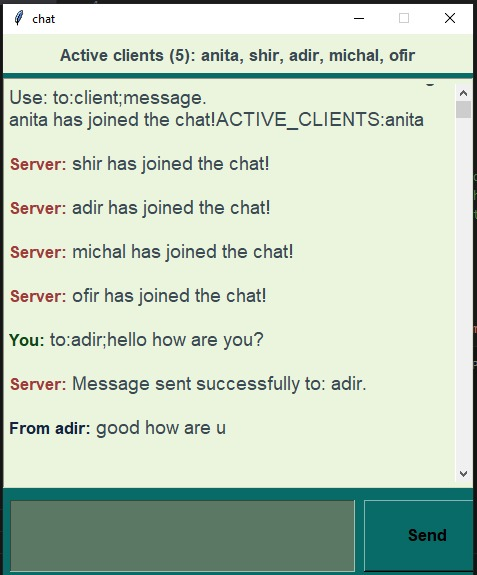 chat
Active clients (5): anita, shir, adir, michal, ofir
Use: to:client;message.
anita has joined the chat!ACTIVE_CLIENTS:anita
Server: shir has joined the chat!
Server: adir has joined the chat!
Server: michal has joined the chat!
Server: ofir has joined the chat!
You: to:adir;hello how are you?
Server: Message sent successfully to: adir.
From adir: good how are u
Send